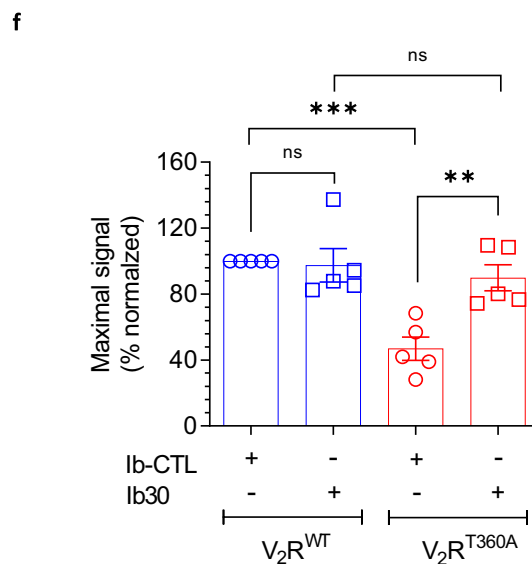 f
ns
***
ns
**
Maximal signal
(% normalzed)
160
120
80
40
0
Ib-CTL + - + -
Ib30 - + - +
V₂Rᵂᵀ V₂Rᵀ³⁶⁰ᴬ